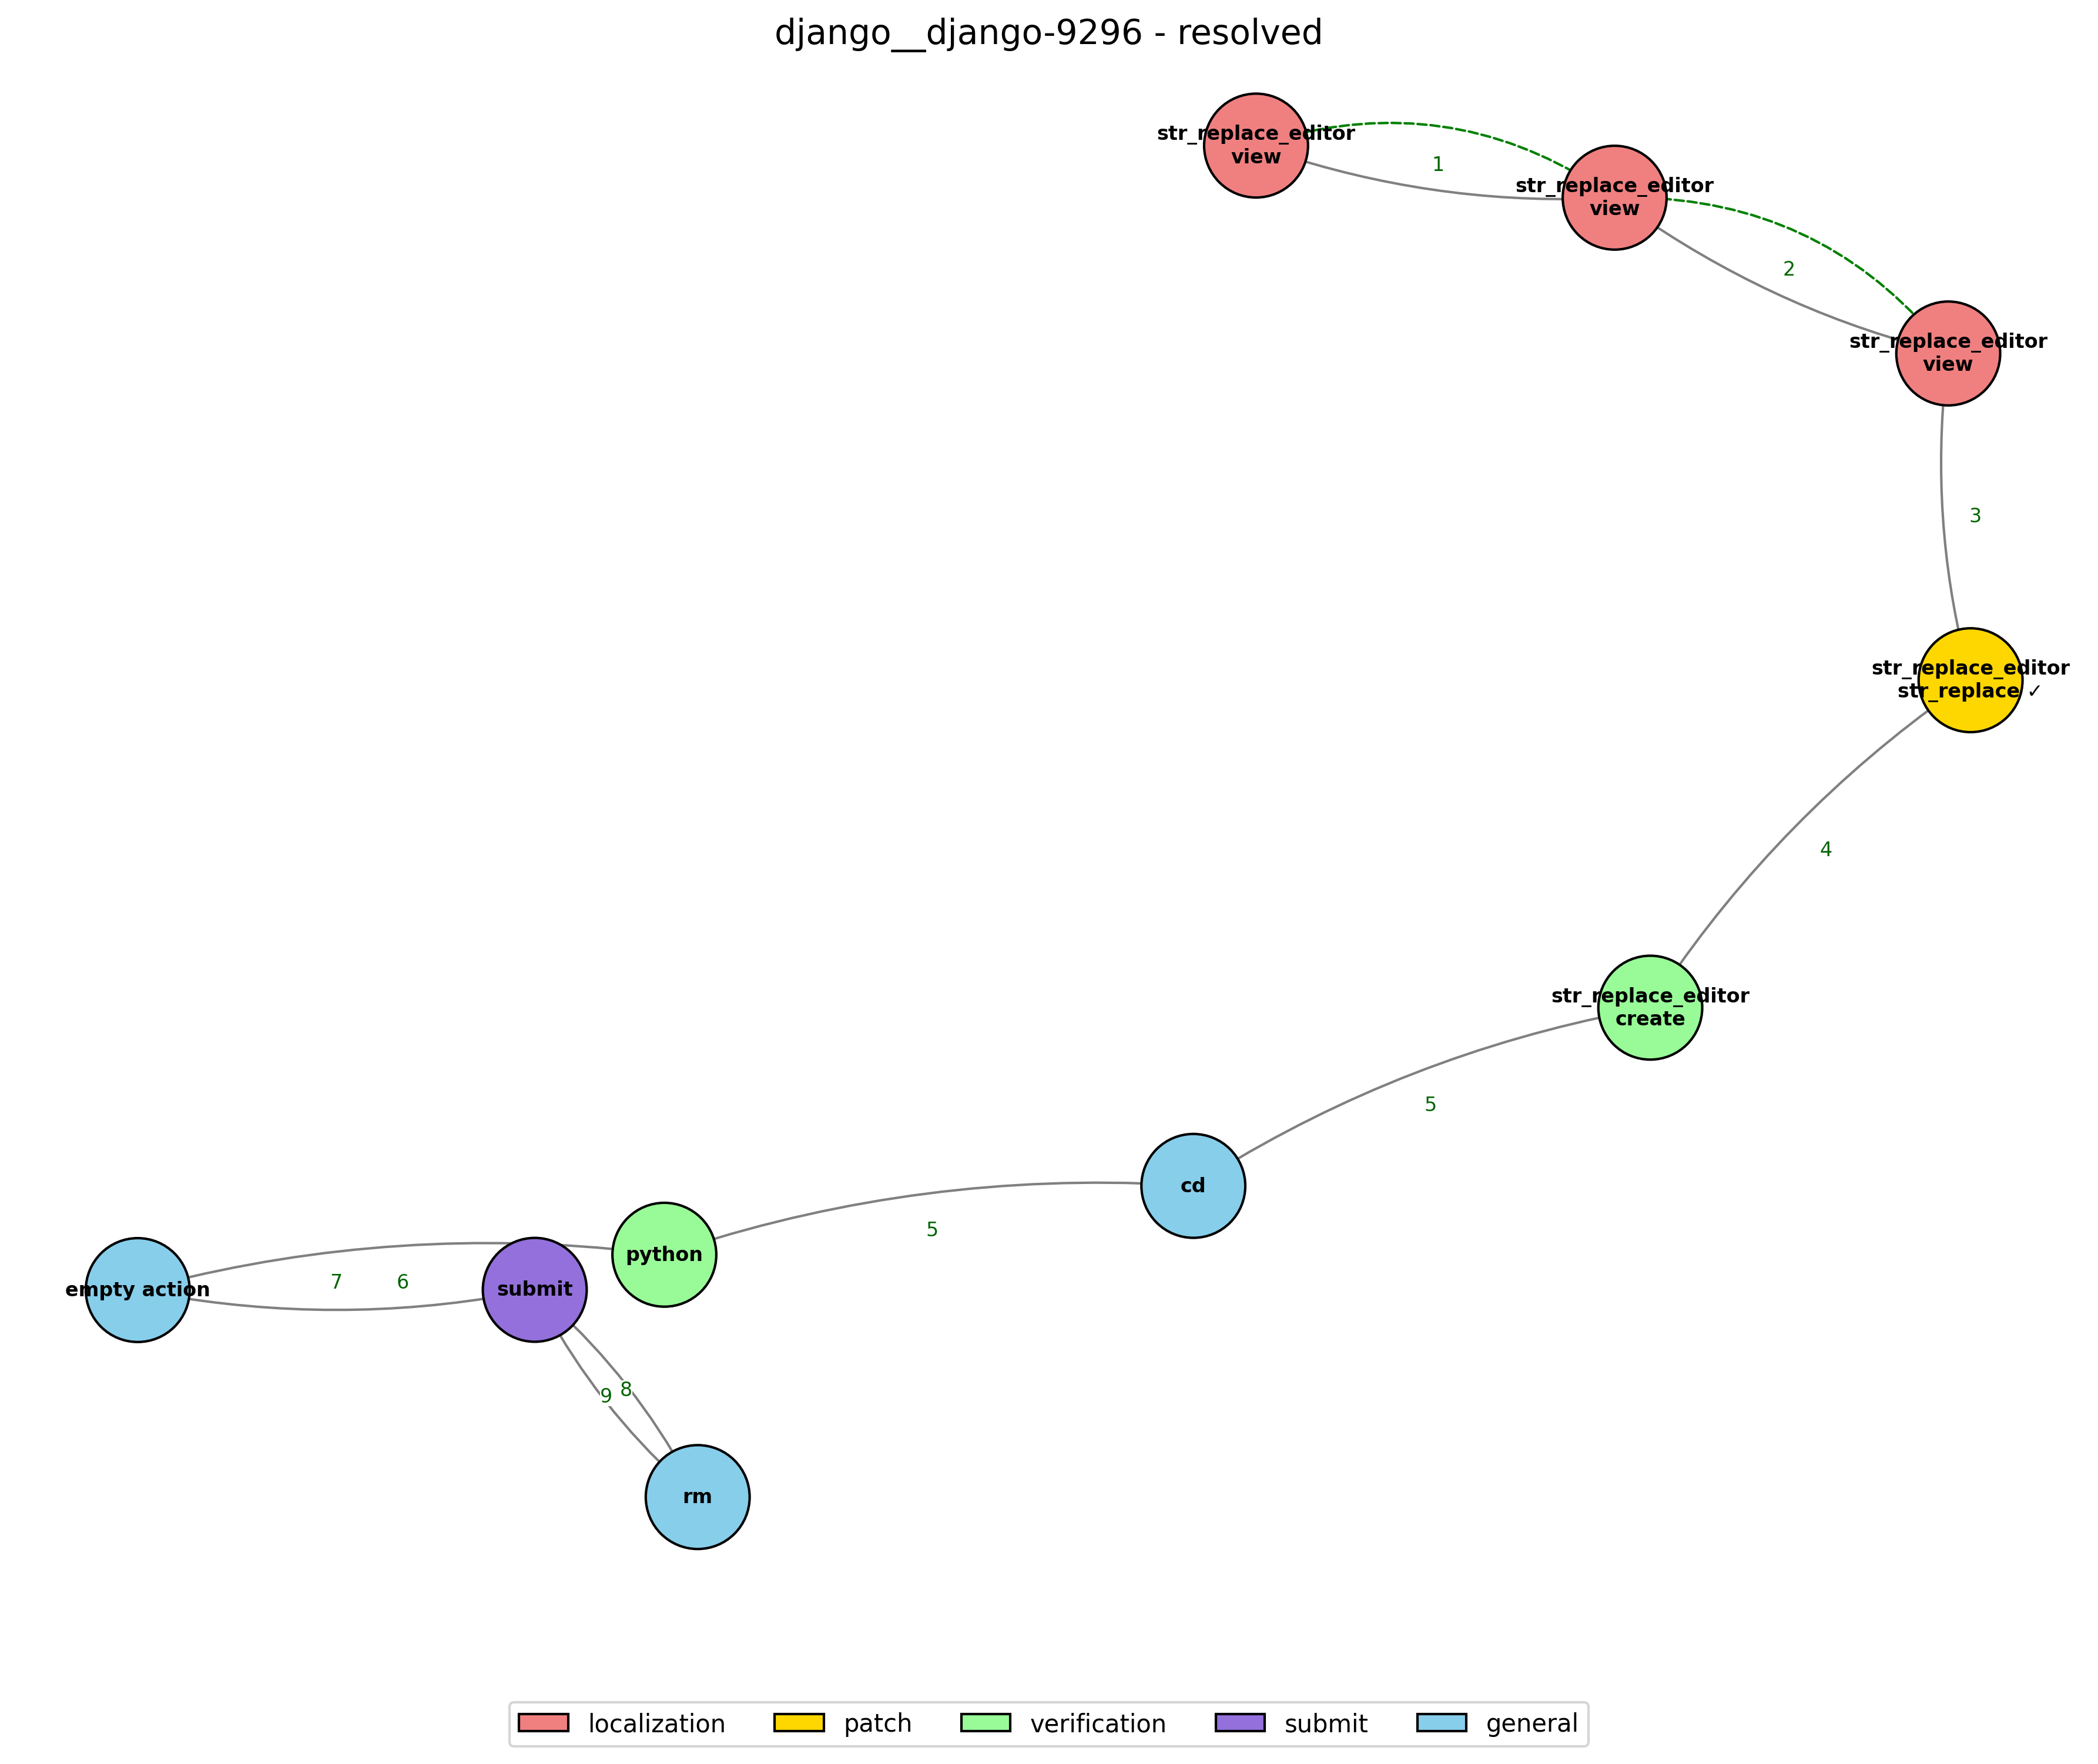 django__django-9296 - resolved
str_replace_editor
view
1
str_replace_editor
view
2
str_replace_editor
view
3
str_replace_editor
str_replace ✓
4
str_replace_editor
create
5
cd
5
python
empty action
7
6
submit
9
8
rm
localization
patch
verification
submit
general